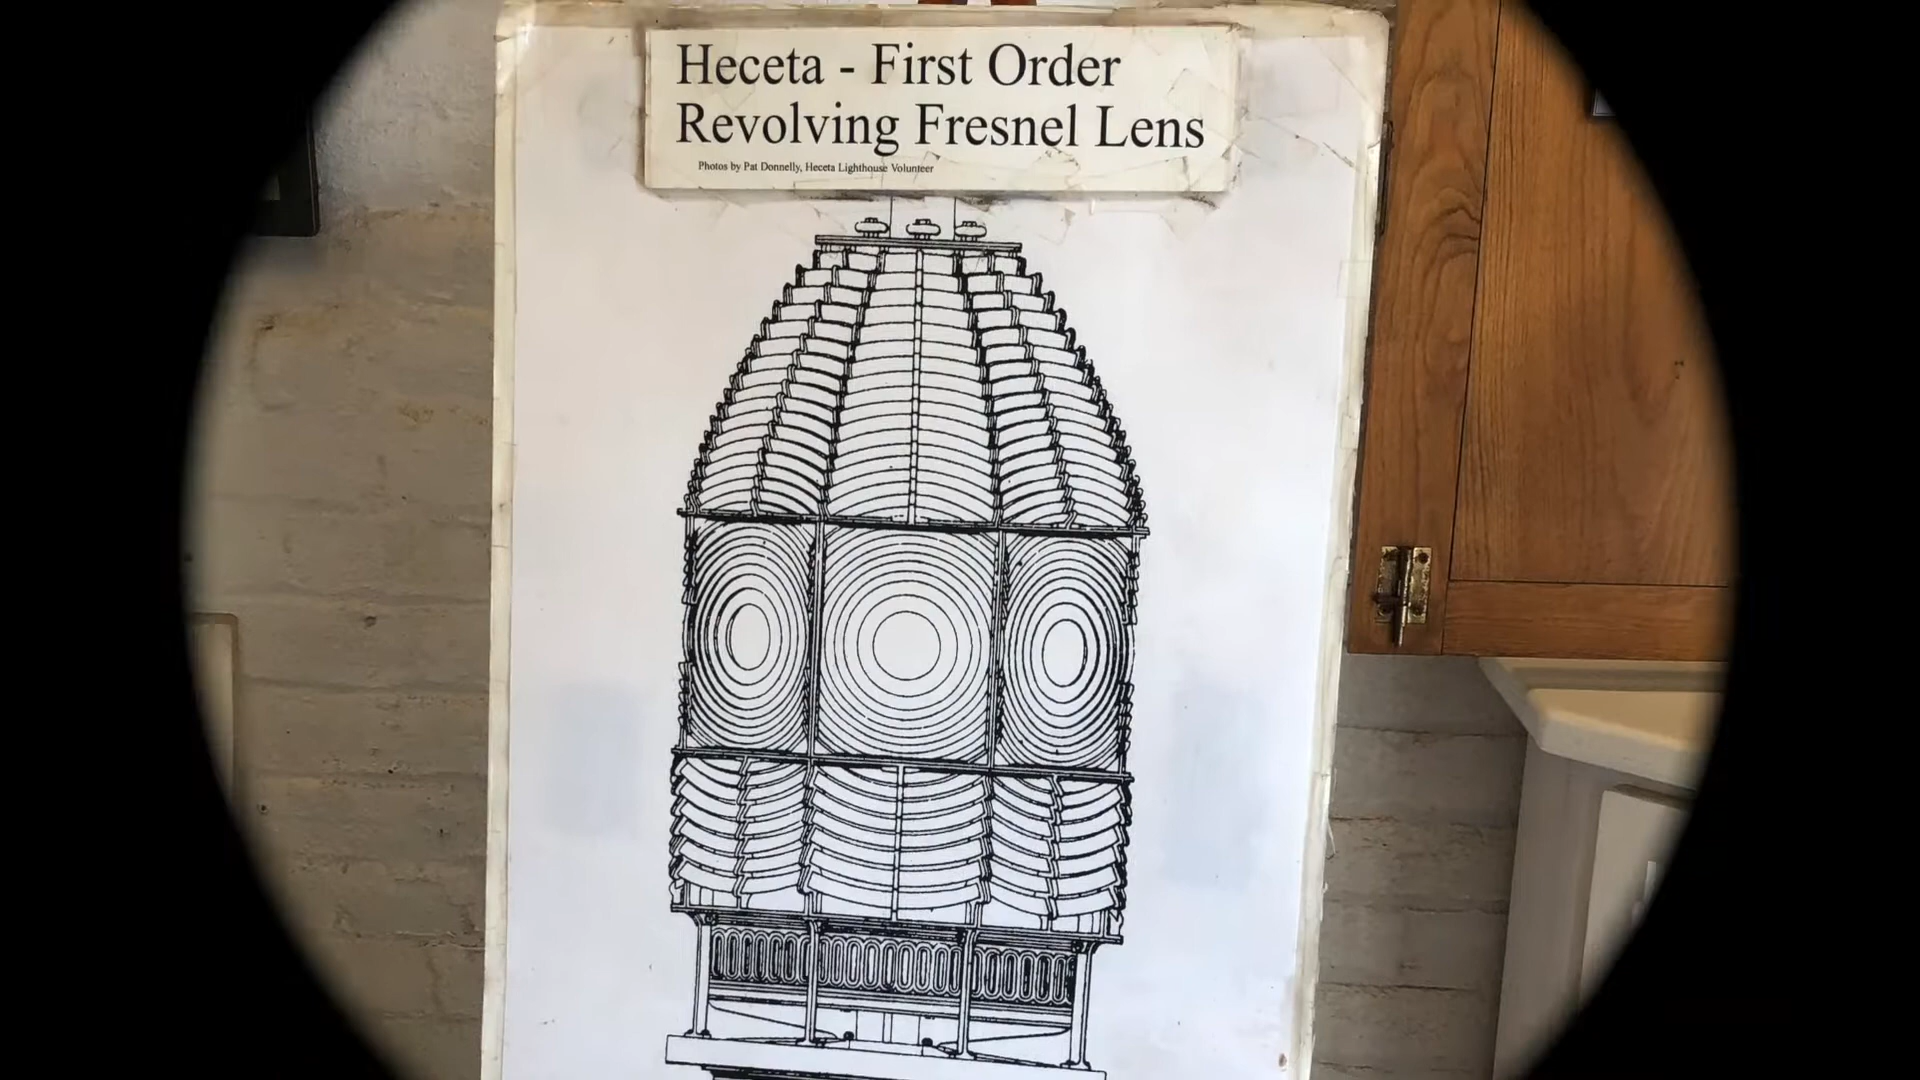 Heceta - First Order
Revolving Fresnel Lens
Photos by Pat Donnelly, Heceta Lighthouse Volunteer